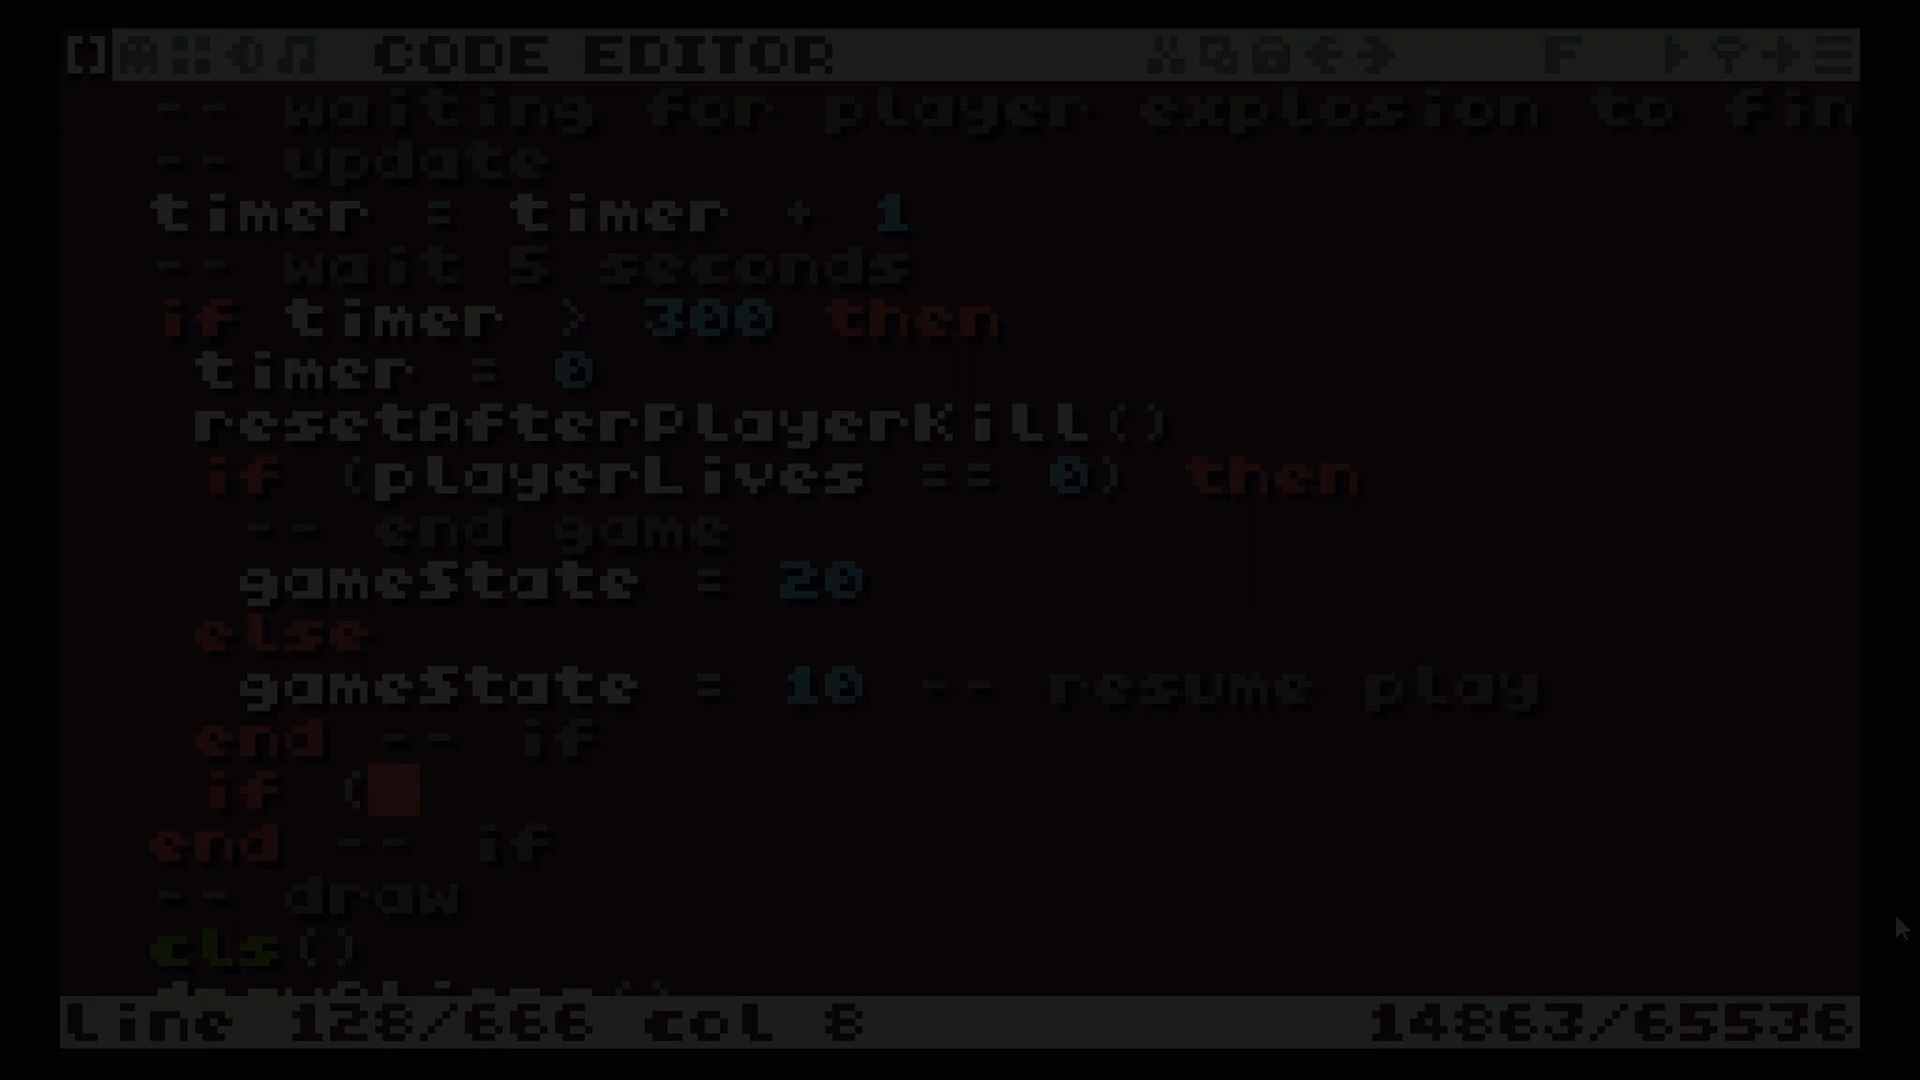 CODE EDITOR F
-- waiting for player explosion to fin
-- update
timer = timer + 1
-- wait 5 seconds
if timer > 300 then
timer = 0
resetAfterPlayerKill()
if (playerLives == 0) then
-- end game
gameState = 20
else
gameState = 10 -- resume play
end -- if
if (
end -- if
-- draw
cls()
line 128/666 col 8 14863/65536